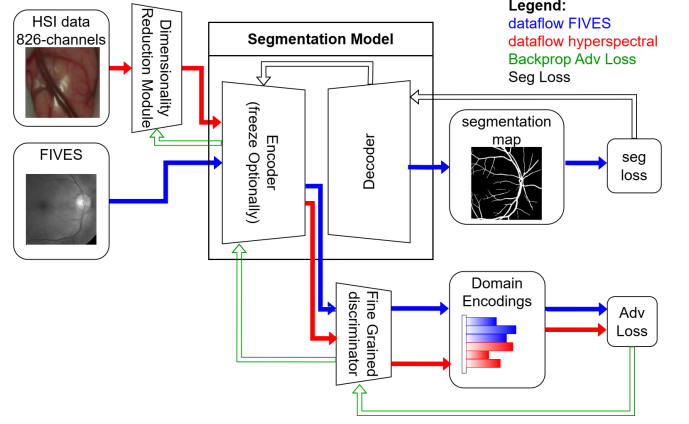 HSI data
826-channels
Dimensionality
Reduction Module
Segmentation Model
Legend:
dataflow FIVES
dataflow hyperspectral
Backprop Adv Loss
Seg Loss
FIVES
Encoder
(freeze Optionally)
Decoder
segmentation
map
seg
loss
Fine Grained
discriminator
Domain
Encodings
Adv
Loss